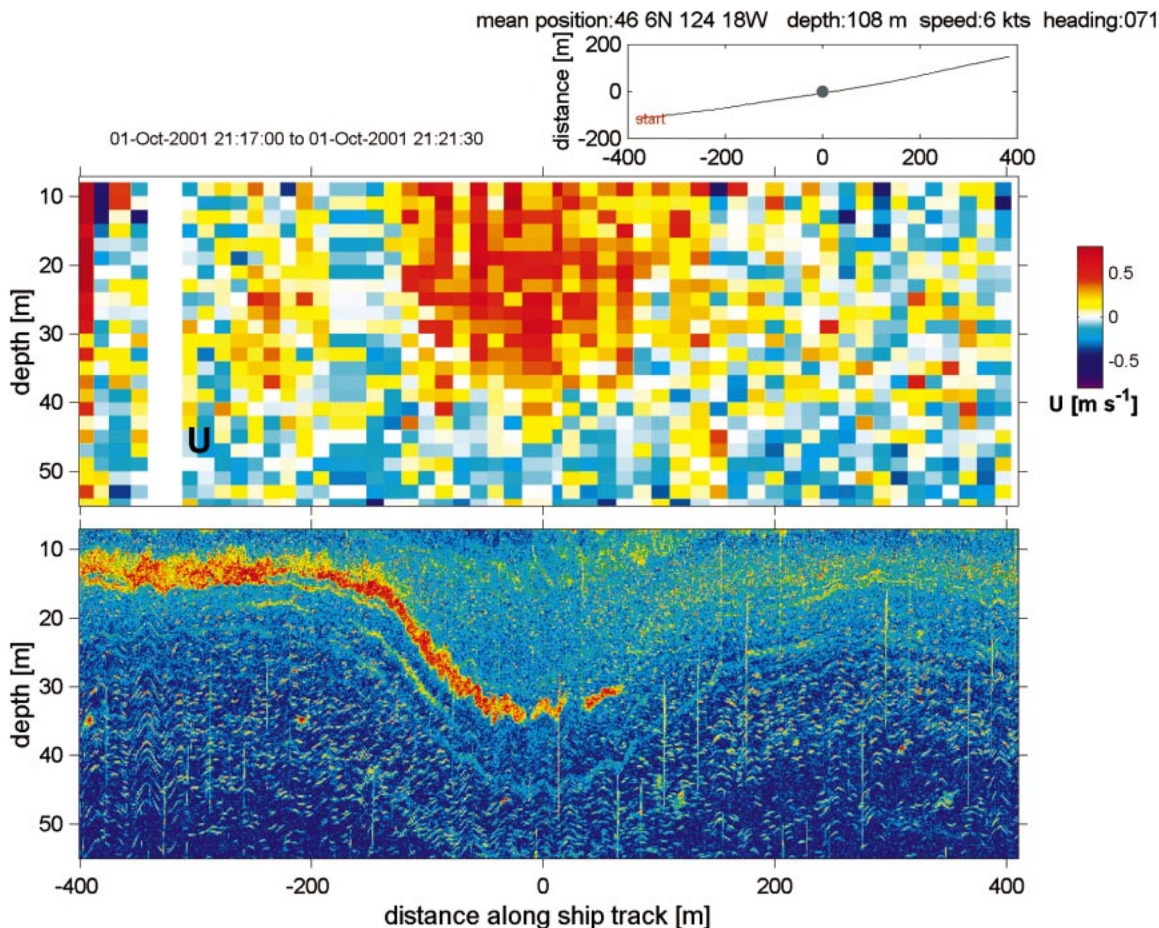 mean position:46 6N 124 18W depth:108 m speed:6 kts heading:071
distance [m]
200
0
-200
start
-400 -200 0 200 400
01-Oct-2001 21:17:00 to 01-Oct-2001 21:21:30
depth [m]
10
20
30
40
50
U
0.5
0
-0.5
U [m s⁻¹]
depth [m]
10
20
30
40
50
-400 -200 0 200 400
distance along ship track [m]